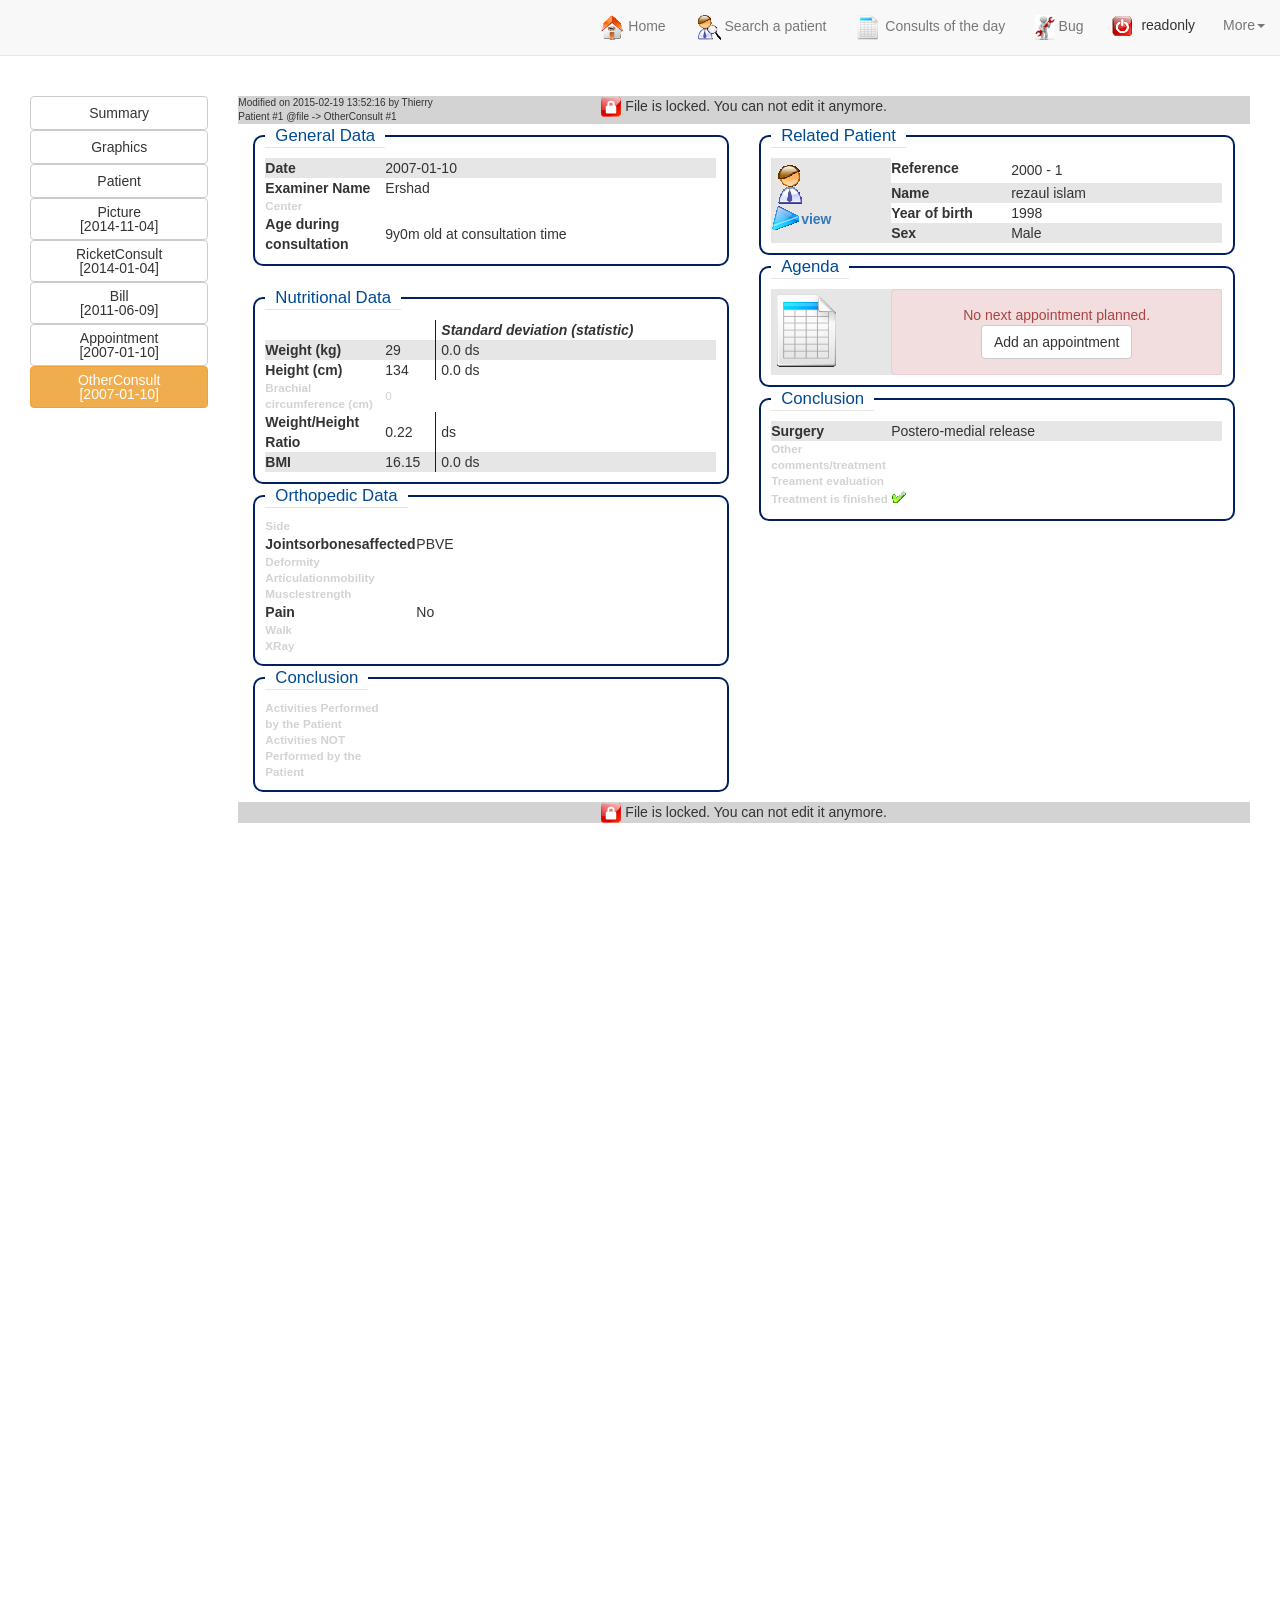 Home
Search a patient
Consults of the day
Bug
readonly
More
Summary
Graphics
Patient
Picture
[2014-11-04]
RicketConsult
[2014-01-04]
Bill
[2011-06-09]
Appointment
[2007-01-10]
OtherConsult
[2007-01-10]
Modified on 2015-02-19 13:52:16 by Thierry
Patient #1 @file -> OtherConsult #1
File is locked. You can not edit it anymore.
General Data
Date 2007-01-10
Examiner Name Ershad
Center
Age during
consultation
9y0m old at consultation time
Nutritional Data
Standard deviation (statistic)
Weight (kg) 29 0.0 ds
Height (cm) 134 0.0 ds
Brachial
circumference (cm)
0
Weight/Height
Ratio
0.22 ds
BMI 16.15 0.0 ds
Orthopedic Data
Side
Jointsorbonesaffected PBVE
Deformity
Articulationmobility
Musclestrength
Pain No
Walk
XRay
Conclusion
Activities Performed
by the Patient
Activities NOT
Performed by the
Patient
Related Patient
view
Reference 2000 - 1
Name rezaul islam
Year of birth 1998
Sex Male
Agenda
No next appointment planned.
Add an appointment
Conclusion
Surgery Postero-medial release
Other
comments/treatment
Treament evaluation
Treatment is finished
File is locked. You can not edit it anymore.